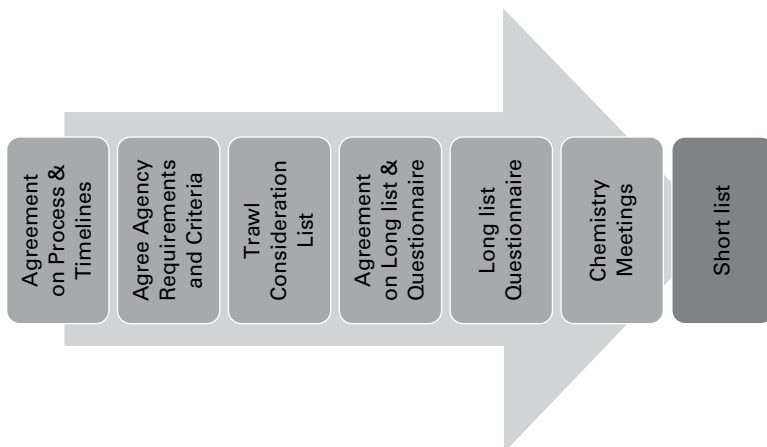 Agreement
on Process &
Timelines
Agree Agency
Requirements
and Criteria
Trawl
Consideration
List
Agreement
on Long list &
Questionnaire
Long list
Questionnaire
Chemistry
Meetings
Short list